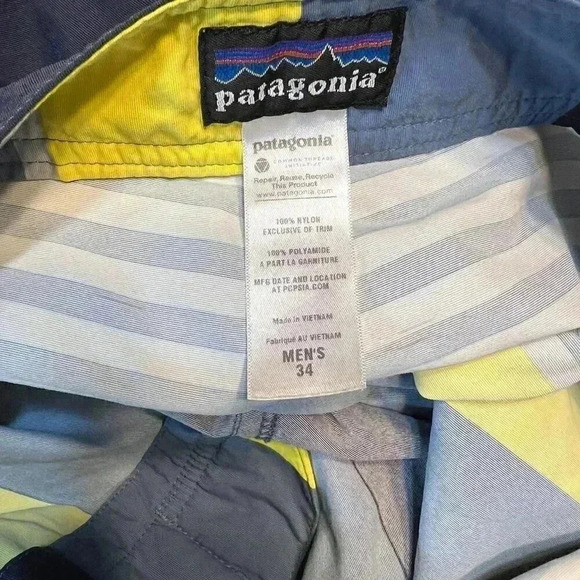 patagonia®
patagonia®
COMMON THREADS
INITIATIVE
Repair, Reuse, Recycle
This Product
www.patagonia.com
100% NYLON
EXCLUSIVE OF TRIM
100% POLYAMIDE
A PART LA GARNITURE
MFG DATE AND LOCATION
AT PCPSIA.COM
Made in VIETNAM
Fabriqué AU VIETNAM
MEN'S
34